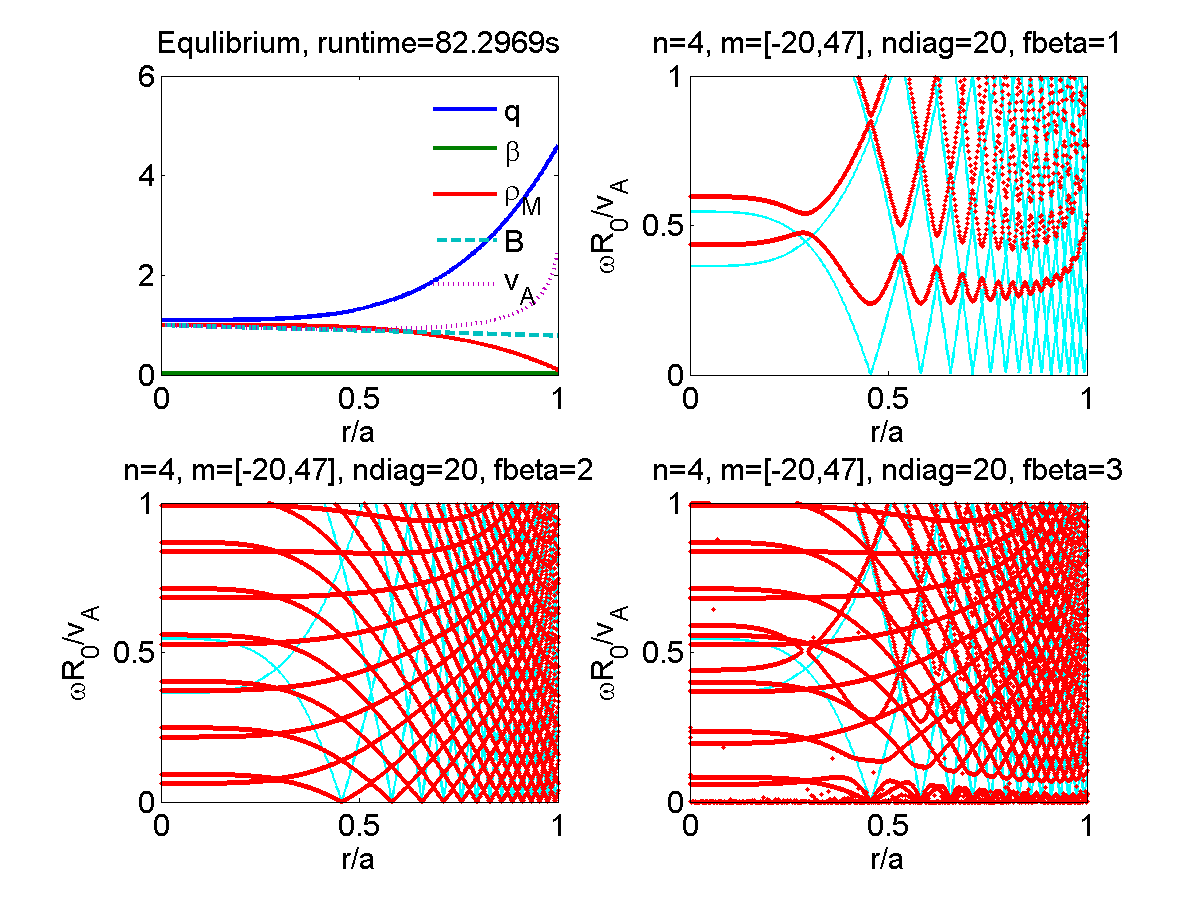 Equlibrium, runtime=82.2969s
6
4
2
0
0
0.5
1
r/a
q
β
ρM
B
vA
n=4, m=[-20,47], ndiag=20, fbeta=1
1
0.5
0
ωR0/vA
0
0.5
1
r/a
n=4, m=[-20,47], ndiag=20, fbeta=2
1
0.5
0
ωR0/vA
0
0.5
1
r/a
n=4, m=[-20,47], ndiag=20, fbeta=3
1
0.5
0
ωR0/vA
0
0.5
1
r/a